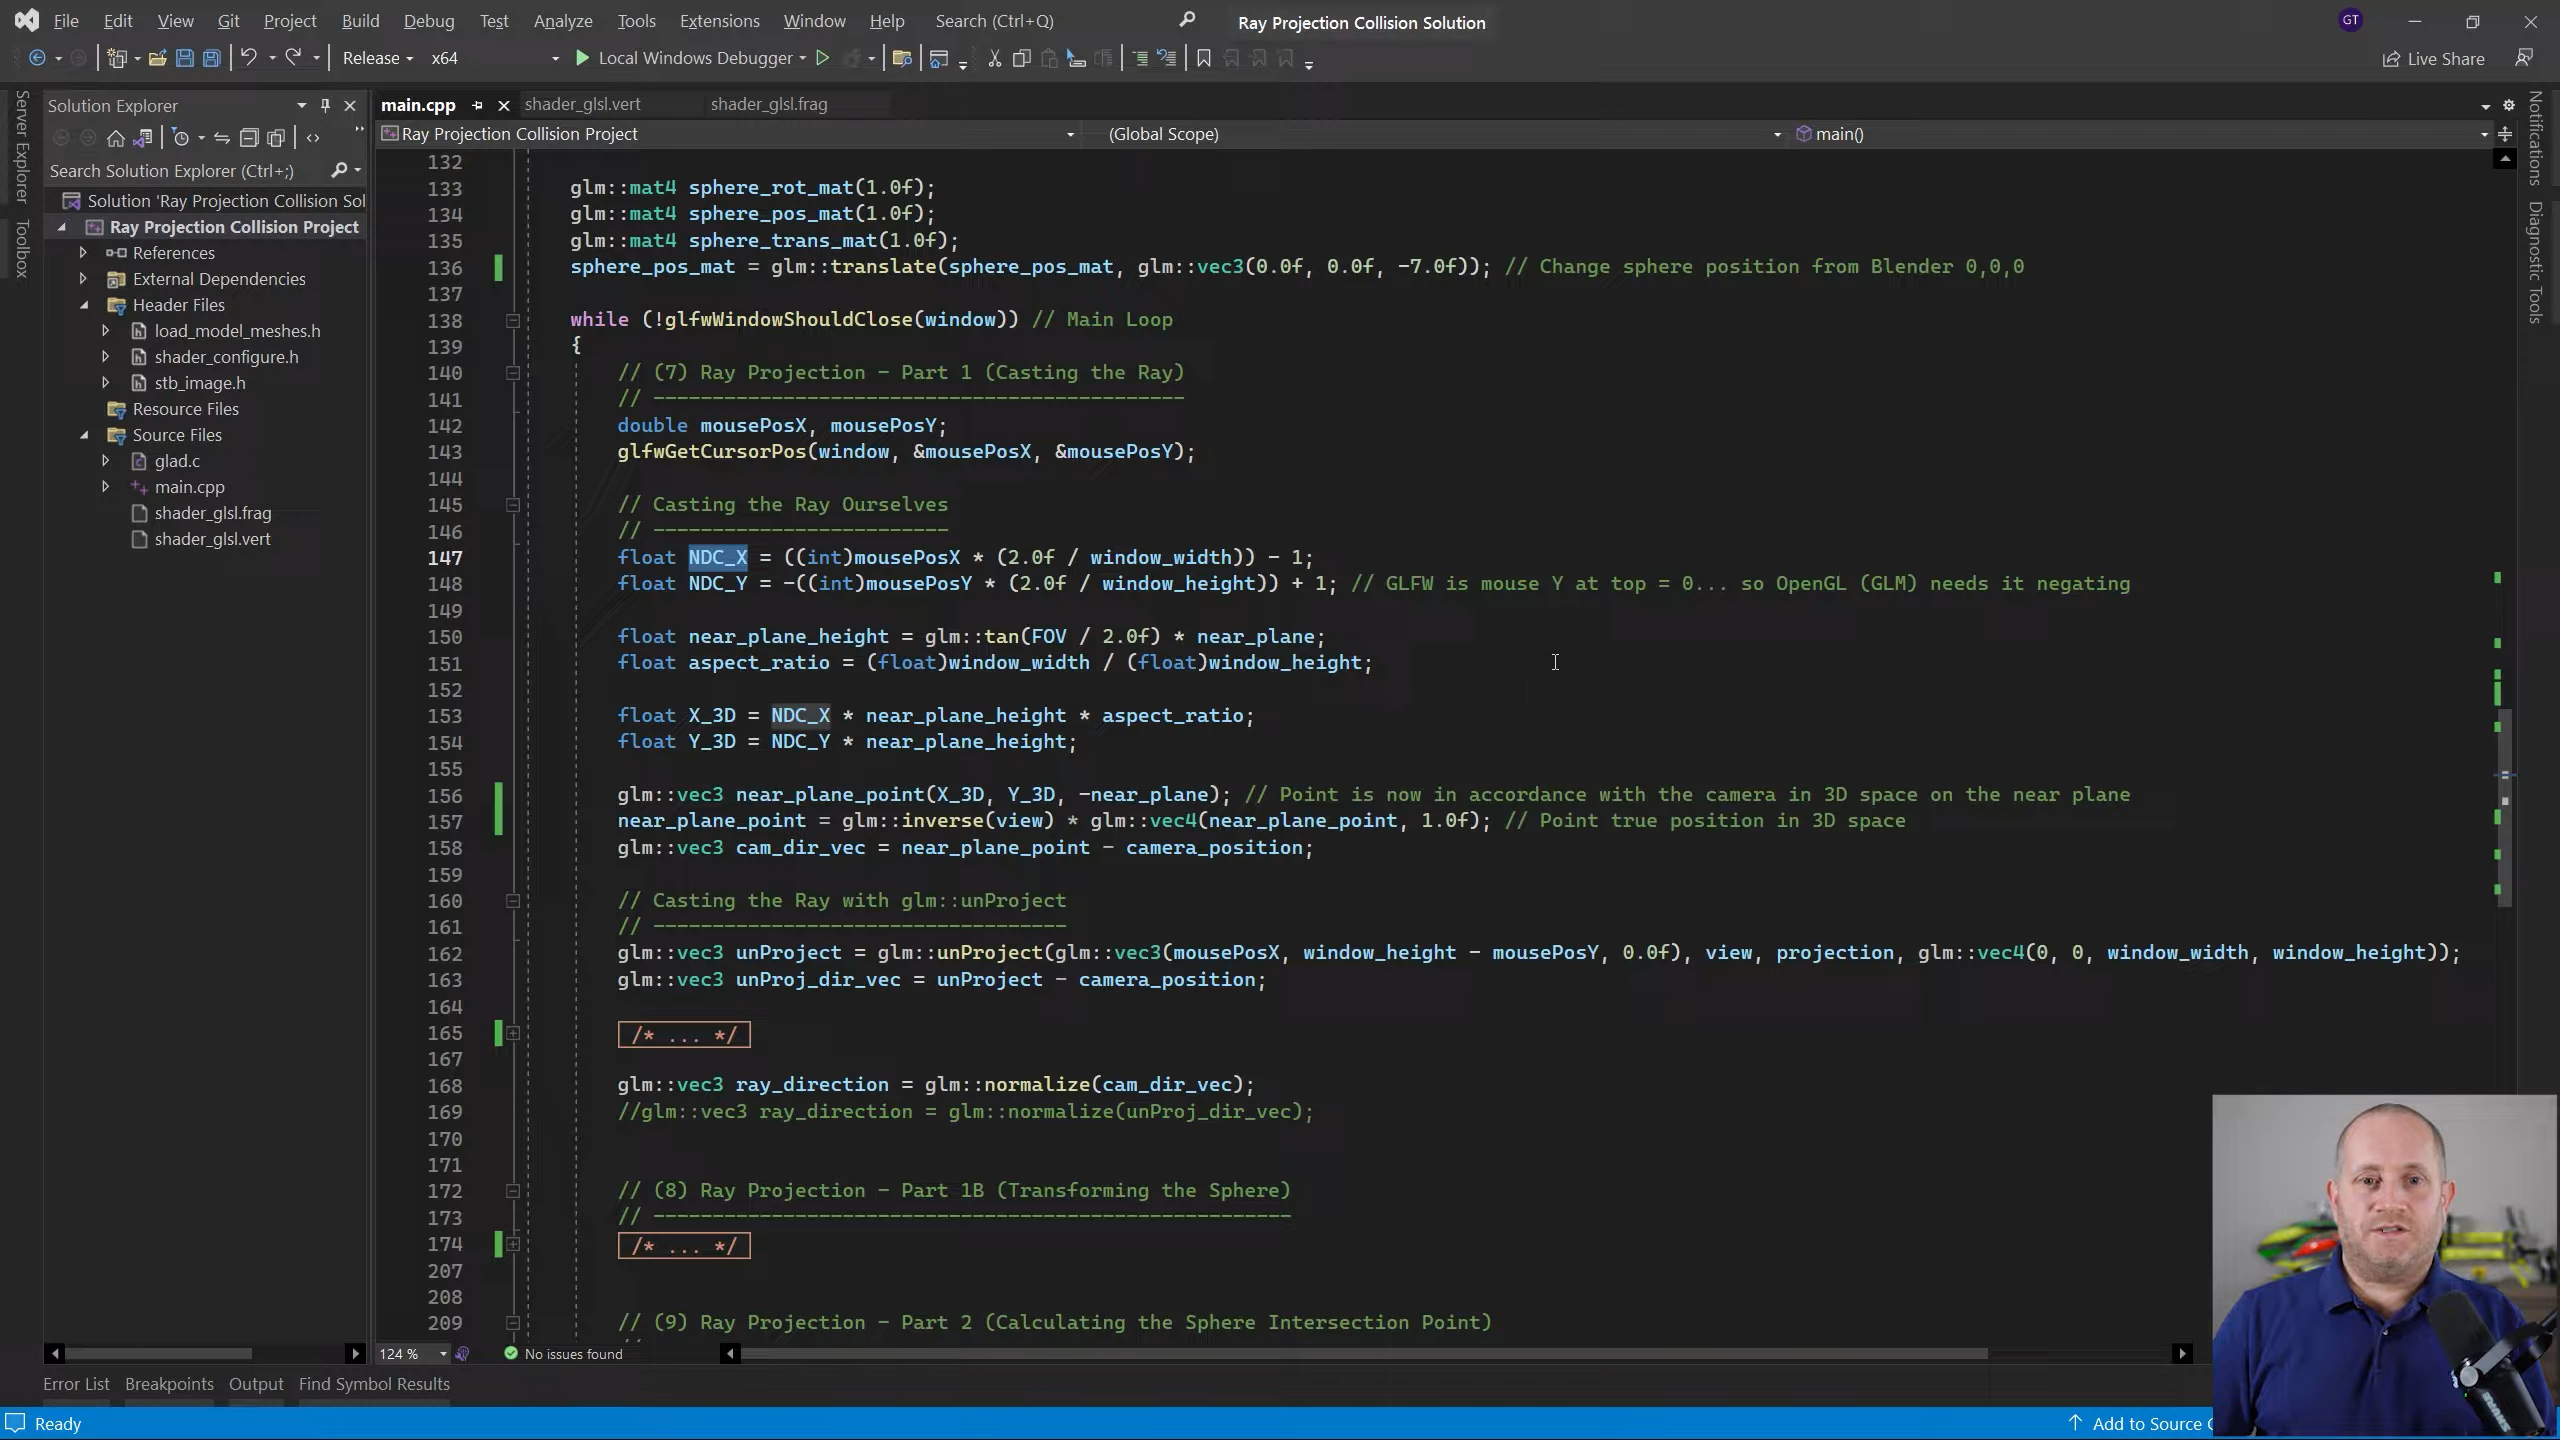 File Edit View Git Project Build Debug Test Analyze Tools Extensions Window Help Search (Ctrl+Q) Ray Projection Collision Solution GT
Release x64 Local Windows Debugger Live Share
Server Explorer
Toolbox
Solution Explorer
Search Solution Explorer (Ctrl+;)
Solution 'Ray Projection Collision Sol
Ray Projection Collision Project
References
External Dependencies
Header Files
load_model_meshes.h
shader_configure.h
stb_image.h
Resource Files
Source Files
glad.c
main.cpp
shader_glsl.frag
shader_glsl.vert
main.cpp shader_glsl.vert shader_glsl.frag
Ray Projection Collision Project (Global Scope) main()
132
133 glm::mat4 sphere_rot_mat(1.0f);
134 glm::mat4 sphere_pos_mat(1.0f);
135 glm::mat4 sphere_trans_mat(1.0f);
136 sphere_pos_mat = glm::translate(sphere_pos_mat, glm::vec3(0.0f, 0.0f, -7.0f)); // Change sphere position from Blender 0,0,0
137
138 while (!glfwWindowShouldClose(window)) // Main Loop
139 {
140 // (7) Ray Projection - Part 1 (Casting the Ray)
141 // ---------------------------------------------
142 double mousePosX, mousePosY;
143 glfwGetCursorPos(window, &mousePosX, &mousePosY);
144
145 // Casting the Ray Ourselves
146 // -------------------------
147 float NDC_X = ((int)mousePosX * (2.0f / window_width)) - 1;
148 float NDC_Y = -((int)mousePosY * (2.0f / window_height)) + 1; // GLFW is mouse Y at top = 0... so OpenGL (GLM) needs it negating
149
150 float near_plane_height = glm::tan(FOV / 2.0f) * near_plane;
151 float aspect_ratio = (float)window_width / (float)window_height;
152
153 float X_3D = NDC_X * near_plane_height * aspect_ratio;
154 float Y_3D = NDC_Y * near_plane_height;
155
156 glm::vec3 near_plane_point(X_3D, Y_3D, -near_plane); // Point is now in accordance with the camera in 3D space on the near plane
157 near_plane_point = glm::inverse(view) * glm::vec4(near_plane_point, 1.0f); // Point true position in 3D space
158 glm::vec3 cam_dir_vec = near_plane_point - camera_position;
159
160 // Casting the Ray with glm::unProject
161 // -----------------------------------
162 glm::vec3 unProject = glm::unProject(glm::vec3(mousePosX, window_height - mousePosY, 0.0f), view, projection, glm::vec4(0, 0, window_width, window_height));
163 glm::vec3 unProj_dir_vec = unProject - camera_position;
164
165 /* ... */
167
168 glm::vec3 ray_direction = glm::normalize(cam_dir_vec);
169 //glm::vec3 ray_direction = glm::normalize(unProj_dir_vec);
170
171
172 // (8) Ray Projection - Part 1B (Transforming the Sphere)
173 // ------------------------------------------------------
174 /* ... */
207
208
209 // (9) Ray Projection - Part 2 (Calculating the Sphere Intersection Point)
124 % No issues found
Notifications
Diagnostic Tools
Error List Breakpoints Output Find Symbol Results
Ready Add to Source